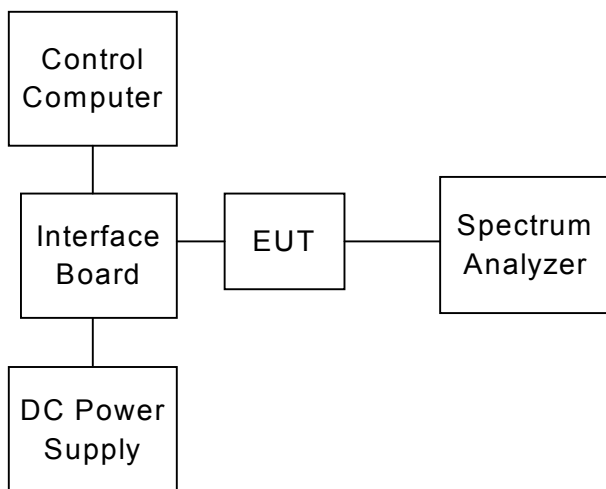 Control
Computer
Interface
Board
EUT
Spectrum
Analyzer
DC Power
Supply